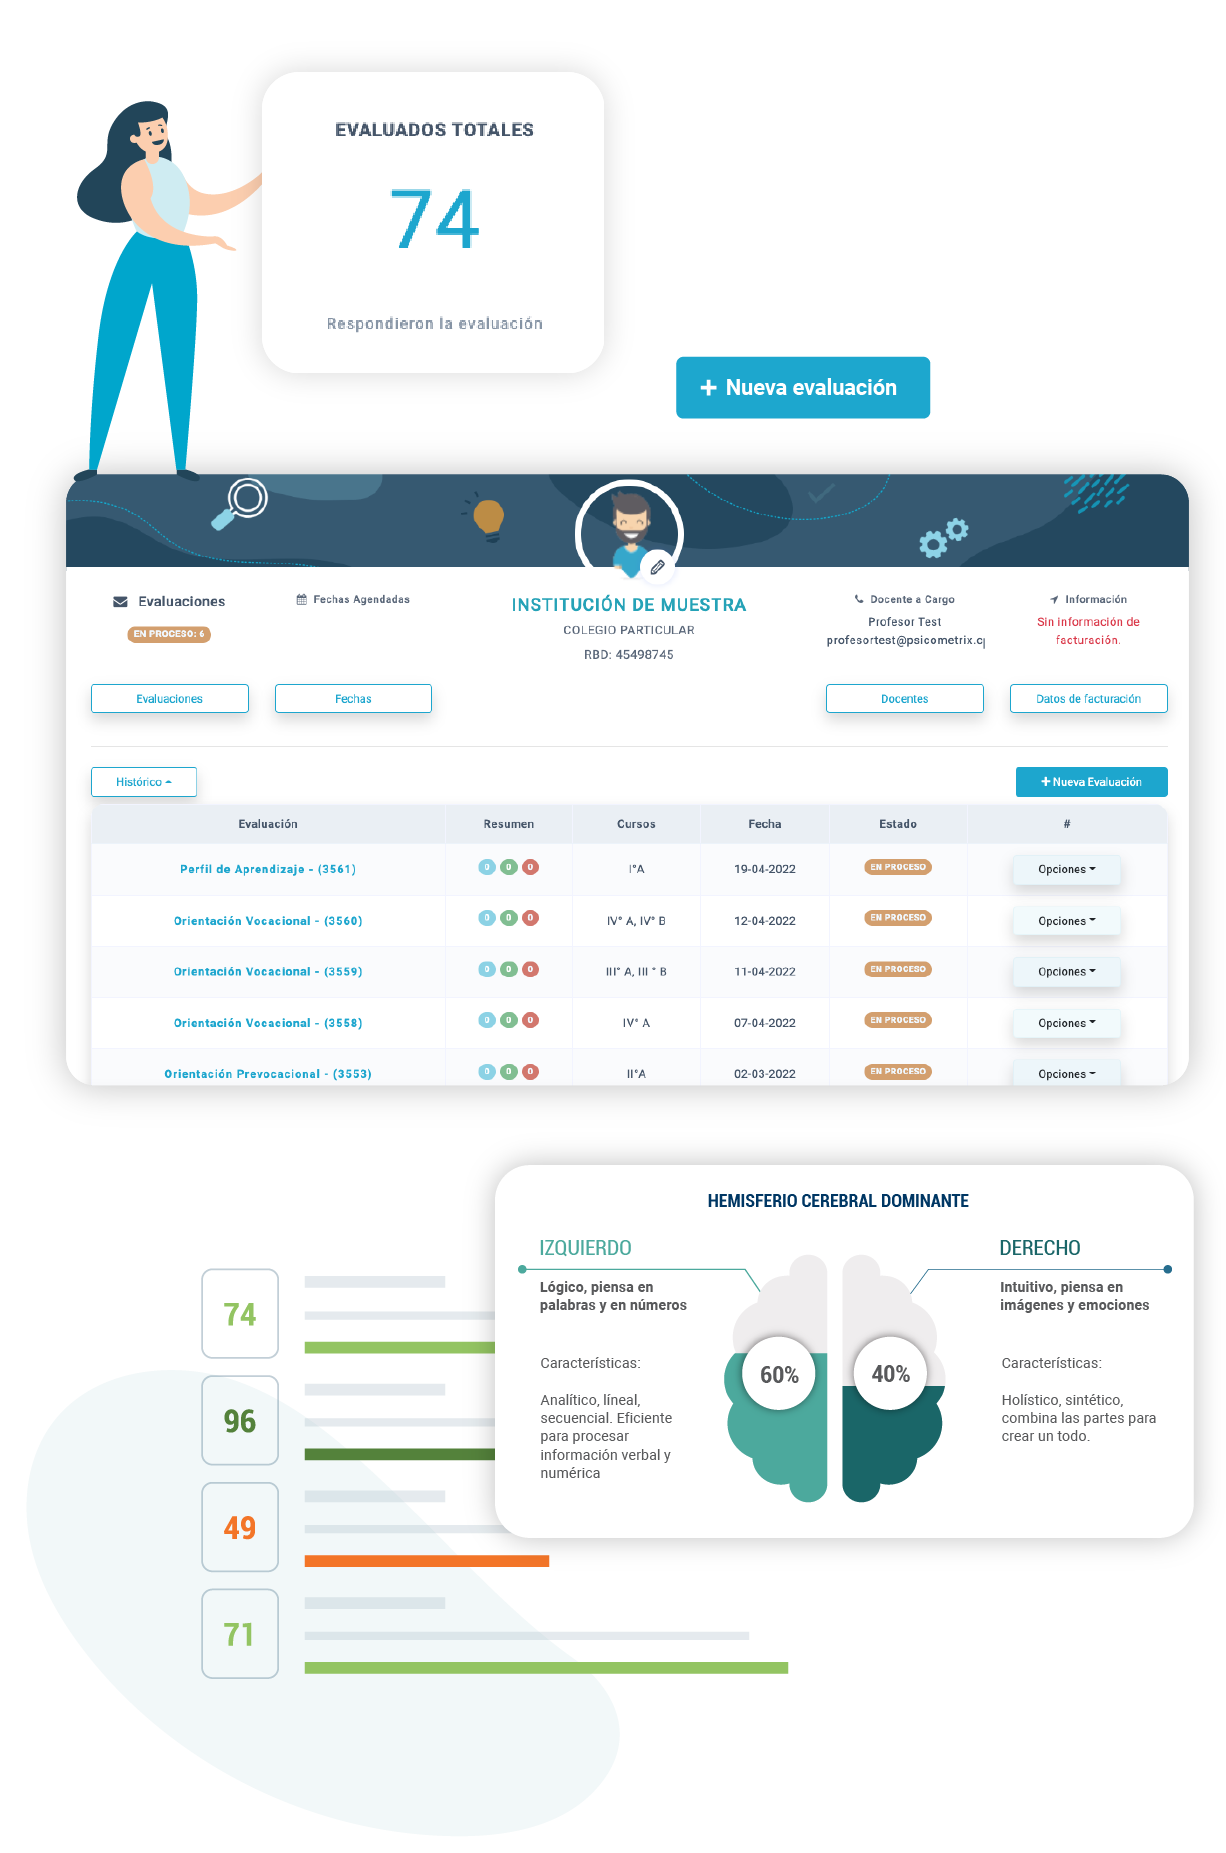 EVALUADOS TOTALES
74
Respondieron la evaluación
+ Nueva evaluación
Evaluaciones
EN PROCESO: 6
Fechas Agendadas
INSTITUCIÓN DE MUESTRA
COLEGIO PARTICULAR
RBD: 45498745
Docente a Cargo
Profesor Test
profesortest@psicometrix.c
Información
Sin información de
facturación.
Evaluaciones
Fechas
Docentes
Datos de facturación
Histórico
+ Nueva Evaluación
Evaluación Resumen Cursos Fecha Estado #
Perfil de Aprendizaje - (3561) 0 0 0 I°A 19-04-2022 EN PROCESO Opciones
Orientación Vocacional - (3560) 0 0 0 IV° A, IV° B 12-04-2022 EN PROCESO Opciones
Orientación Vocacional - (3559) 0 0 0 III° A, III ° B 11-04-2022 EN PROCESO Opciones
Orientación Vocacional - (3558) 0 0 0 IV° A 07-04-2022 EN PROCESO Opciones
Orientación Prevocacional - (3553) 0 0 0 II°A 02-03-2022 EN PROCESO Opciones
HEMISFERIO CEREBRAL DOMINANTE
IZQUIERDO
Lógico, piensa en
palabras y en números
Características:
Analítico, líneal,
secuencial. Eficiente
para procesar
información verbal y
numérica
60%
40%
DERECHO
Intuitivo, piensa en
imágenes y emociones
Características:
Holístico, sintético,
combina las partes para
crear un todo.
74
96
49
71